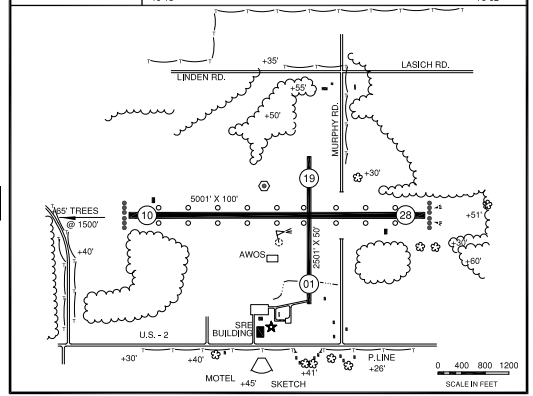 +35'
LINDEN RD.
LASICH RD.
+55'
+50'
MURPHY RD.
+30'
19
5001' X 100'
65' TREES
@ 1500'
10
28
+51'
+40'
2501' X 50'
AWOS
+30'
+60'
01
SRE
BUILDING
U.S. - 2
+30'
+40'
P.LINE
+41'
+26'
MOTEL
+45'
SKETCH
0 400 800 1200
SCALE IN FEET